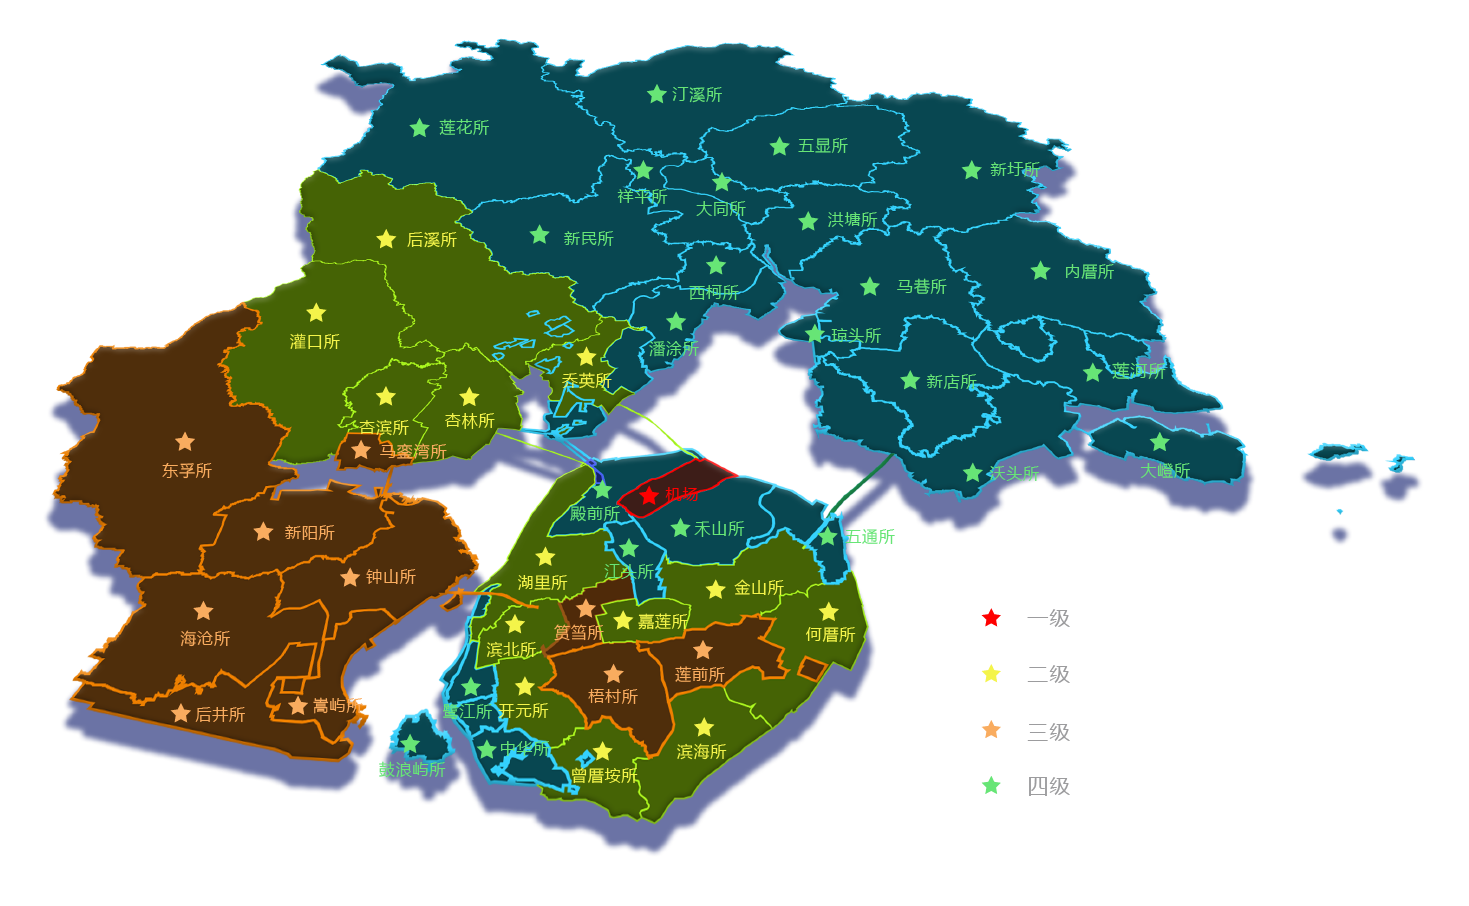 汀溪所
莲花所
五显所
新圩所
祥平所
大同所
洪塘所
后溪所
新民所
内厝所
西柯所
马巷所
灌口所
琼头所
潘涂所
莲河所
乔英所
新店所
杏滨所
杏林所
马銮湾所
东孚所
大嶝所
沃头所
机场
殿前所
禾山所
新阳所
五通所
江头所
钟山所
湖里所
金山所
嘉莲所
筼筜所
何厝所
海沧所
滨北所
莲前所
梧村所
嵩屿所
后井所
鹭江所
开元所
中华所
滨海所
鼓浪屿所
曾厝垵所
一级
二级
三级
四级